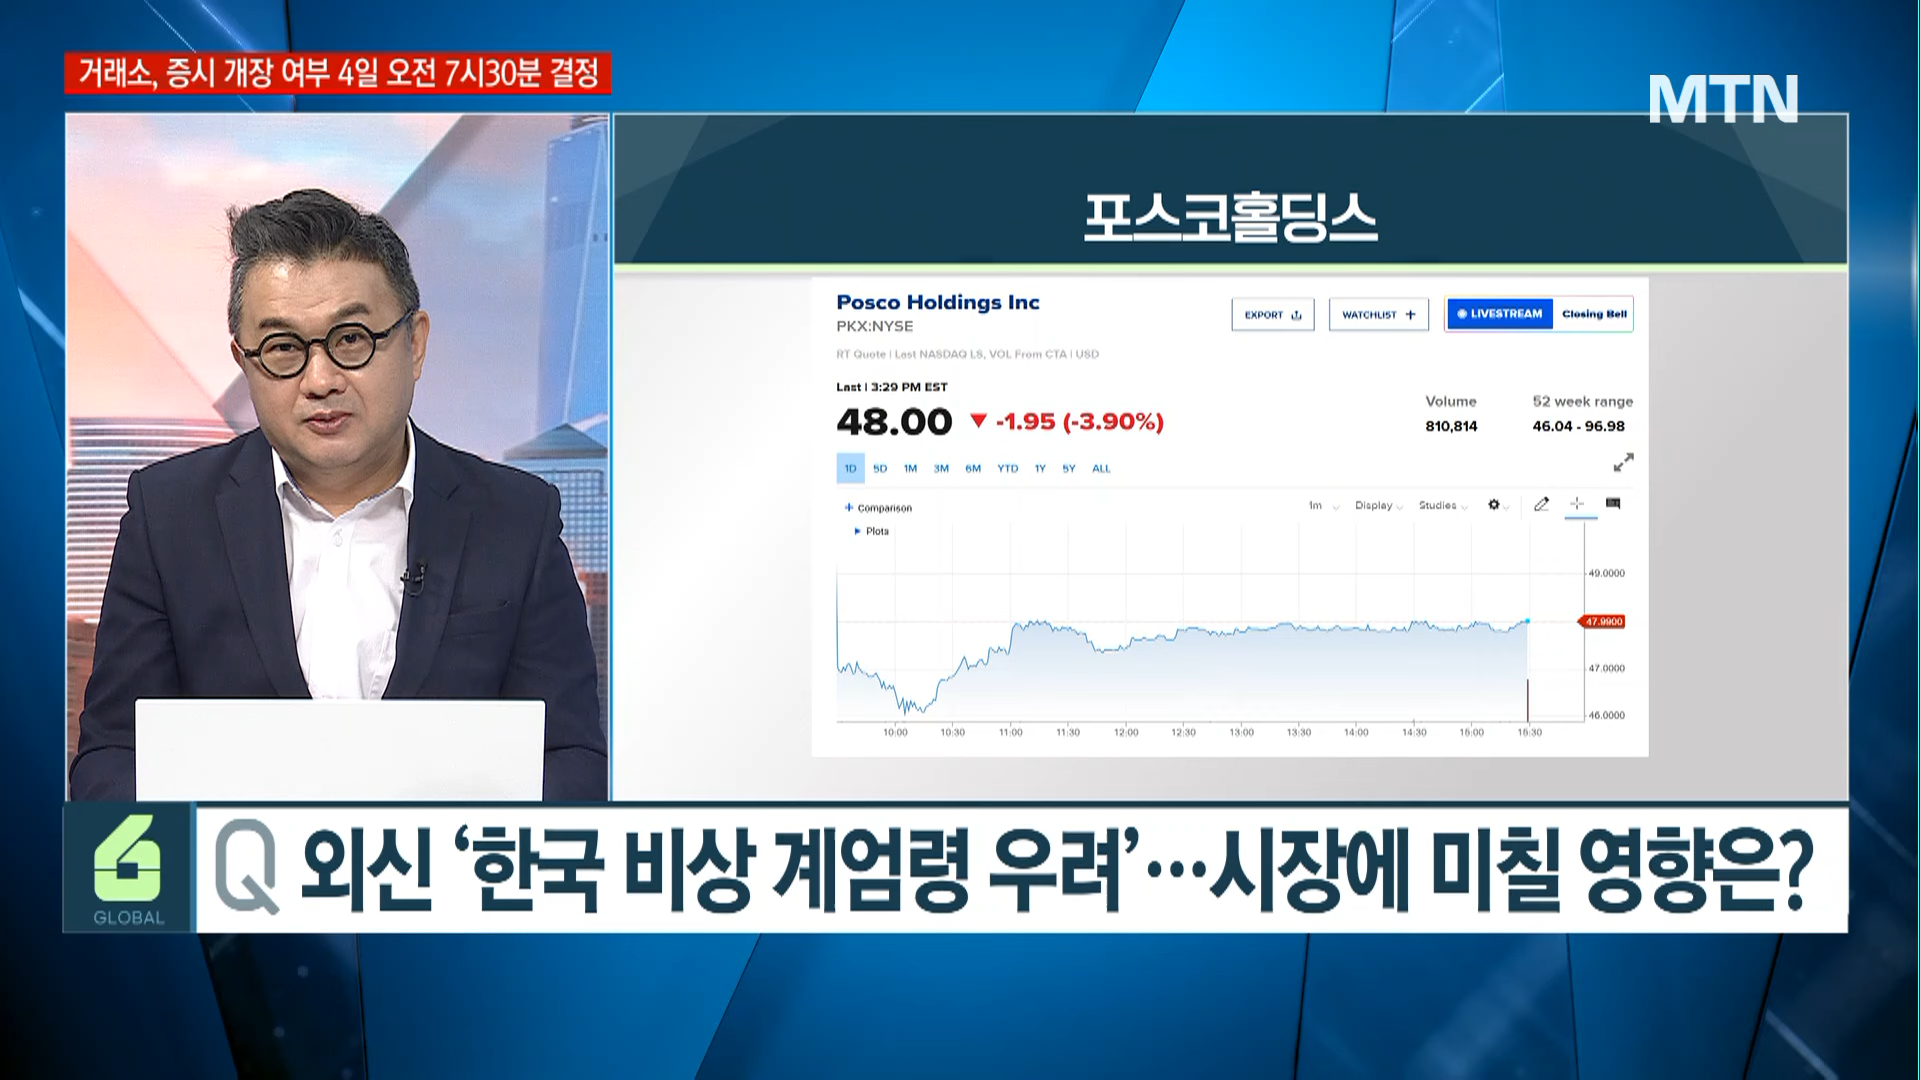 거래소, 증시 개장 여부 4일 오전 7시30분 결정
MTN
포스코홀딩스
Posco Holdings Inc
PKX:NYSE
EXPORT
WATCHLIST +
LIVESTREAM
Closing Bell
RT Quote | Last NASDAQ LS, VOL From CTA | USD
Last | 3:29 PM EST
48.00 ▼ -1.95 (-3.90%)
Volume
810,814
52 week range
46.04 - 96.98
1D 5D 1M 3M 6M YTD 1Y 5Y ALL
+ Comparison
1m Display Studies
▶ Plots
49.0000
47.9900
47.0000
46.0000
10:00 10:30 11:00 11:30 12:00 12:30 13:00 13:30 14:00 14:30 15:00 15:30
6
GLOBAL
Q 외신 ‘한국 비상 계엄령 우려’…시장에 미칠 영향은?